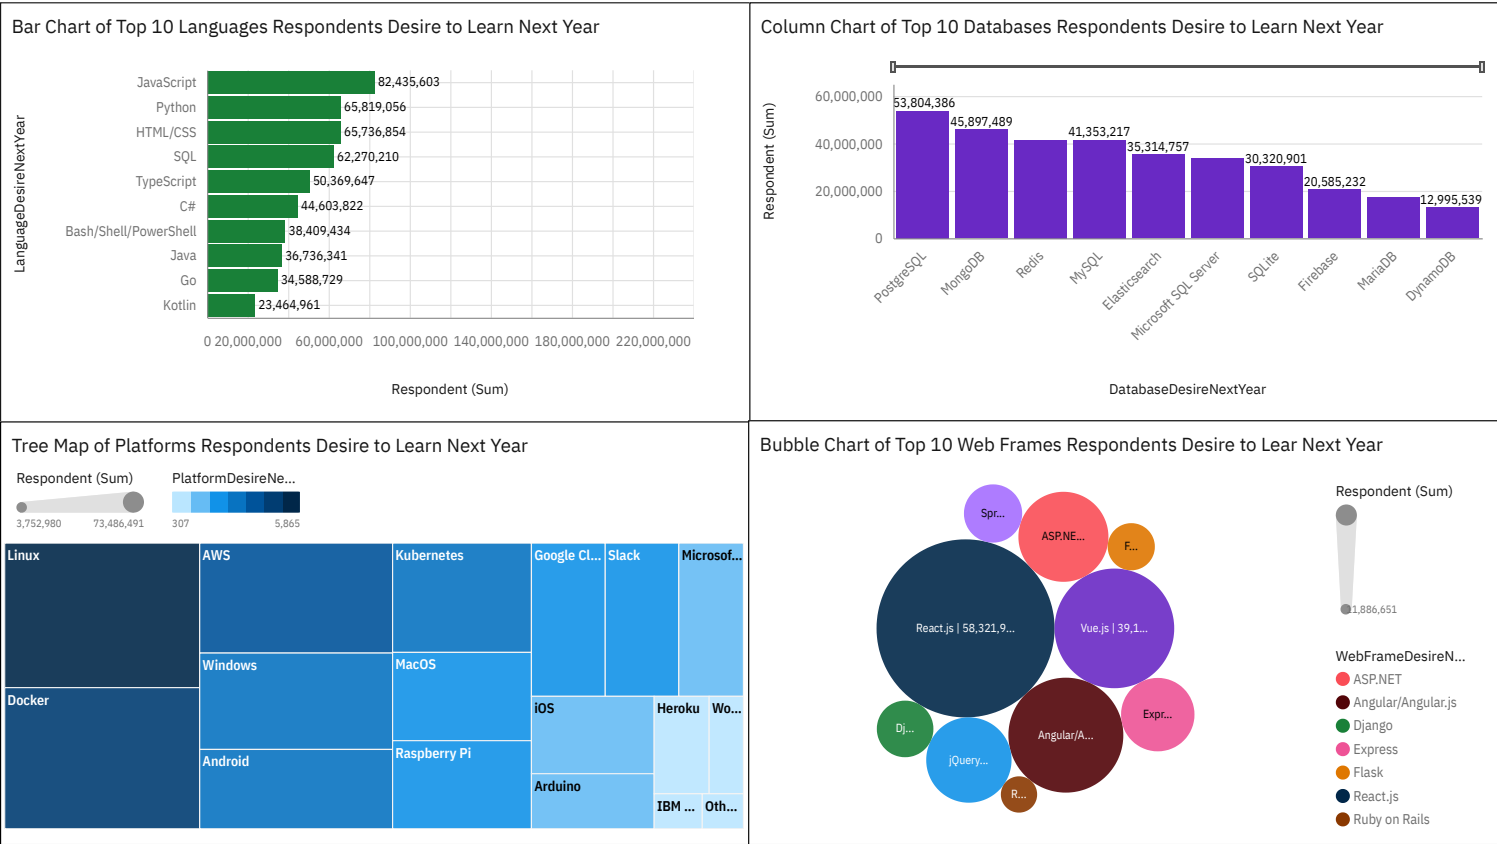 Bar Chart of Top 10 Languages Respondents Desire to Learn Next Year
LanguageDesireNextYear
JavaScript 82,435,603
Python 65,819,056
HTML/CSS 65,736,854
SQL 62,270,210
TypeScript 50,369,647
C# 44,603,822
Bash/Shell/PowerShell 38,409,434
Java 36,736,341
Go 34,588,729
Kotlin 23,464,961
0 20,000,000 60,000,000 100,000,000 140,000,000 180,000,000 220,000,000
Respondent (Sum)
Column Chart of Top 10 Databases Respondents Desire to Learn Next Year
Respondent (Sum)
60,000,000
40,000,000
20,000,000
0
53,804,386
45,897,489
41,353,217
35,314,757
30,320,901
20,585,232
12,995,539
PostgreSQL
MongoDB
Redis
MySQL
Elasticsearch
Microsoft SQL Server
SQLite
Firebase
MariaDB
DynamoDB
DatabaseDesireNextYear
Tree Map of Platforms Respondents Desire to Learn Next Year
Respondent (Sum)
3,752,980 73,486,491
PlatformDesireNe...
307 5,865
Linux
Docker
AWS
Windows
Android
Kubernetes
MacOS
Raspberry Pi
Google Cl...
Slack
Microsof...
iOS
Arduino
Heroku
Wo...
IBM ...
Oth...
Bubble Chart of Top 10 Web Frames Respondents Desire to Lear Next Year
Spr...
ASP.NE...
F...
React.js | 58,321,9...
Vue.js | 39,1...
Dj...
jQuery...
R...
Angular/A...
Expr...
Respondent (Sum)
11,886,651
WebFrameDesireN...
ASP.NET
Angular/Angular.js
Django
Express
Flask
React.js
Ruby on Rails